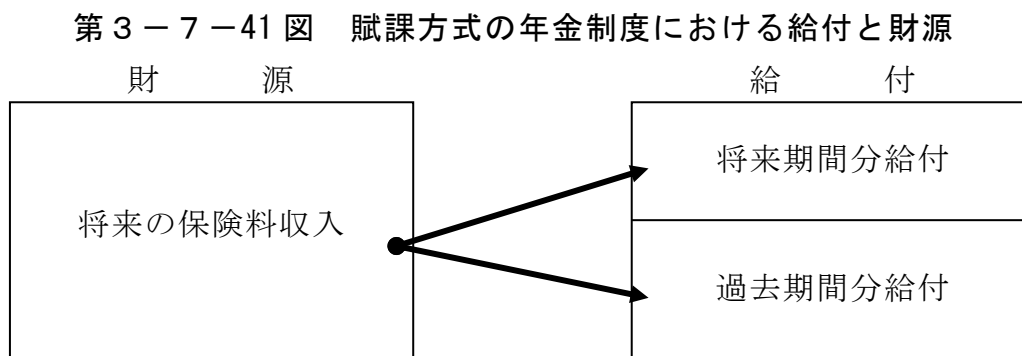 第３－７－41図　賦課方式の年金制度における給付と財源
財　　　源
給　　　付
将来の保険料収入
将来期間分給付
過去期間分給付